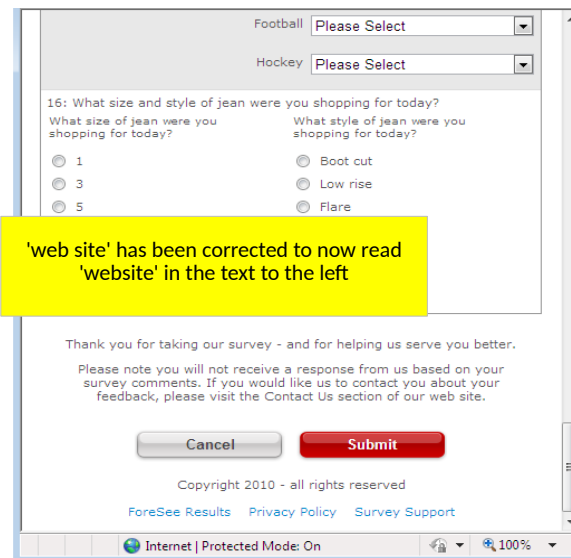 Football Please Select
Hockey Please Select
16: What size and style of jean were you shopping for today?
What size of jean were you
shopping for today?
What style of jean were you
shopping for today?
1
Boot cut
3
Low rise
5
Flare
'web site' has been corrected to now read
'website' in the text to the left
Thank you for taking our survey - and for helping us serve you better.
Please note you will not receive a response from us based on your
survey comments. If you would like us to contact you about your
feedback, please visit the Contact Us section of our web site.
Cancel Submit
Copyright 2010 - all rights reserved
ForeSee Results Privacy Policy Survey Support
Internet | Protected Mode: On 100%